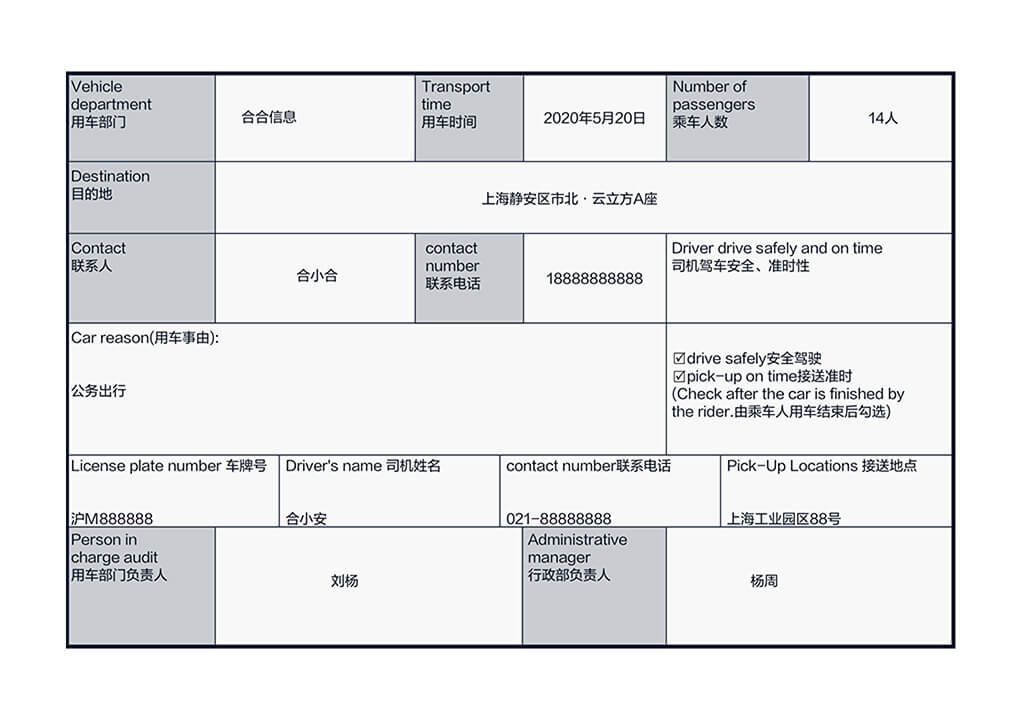 Vehicle
department
用车部门
合合信息
Transport
time
用车时间
2020年5月20日
Number of
passengers
乘车人数
14人
Destination
目的地
上海静安区市北·云立方A座
Contact
联系人
合小合
contact
number
联系电话
18888888888
Driver drive safely and on time
司机驾车安全、准时性
Car reason(用车事由):
公务出行
☑drive safely安全驾驶
☑pick-up on time接送准时
(Check after the car is finished by
the rider.由乘车人用车结束后勾选)
License plate number 车牌号
沪M888888
Driver's name 司机姓名
合小安
contact number联系电话
021-88888888
Pick-Up Locations 接送地点
上海工业园区88号
Person in
charge audit
用车部门负责人
刘杨
Administrative
manager
行政部负责人
杨周